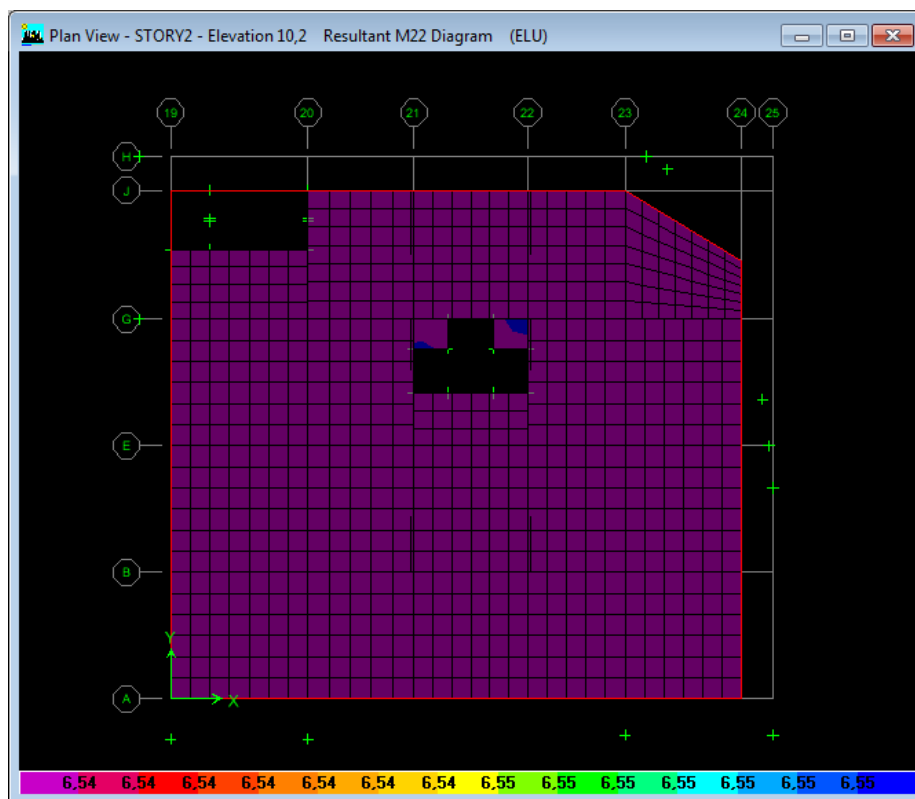 Plan View - STORY2 - Elevation 10,2 Resultant M22 Diagram (ELU)
19 20 21 22 23 24 25
H
J
G
E
B
Y
X
A
6,54 6,54 6,54 6,54 6,54 6,54 6,54 6,55 6,55 6,55 6,55 6,55 6,55 6,55